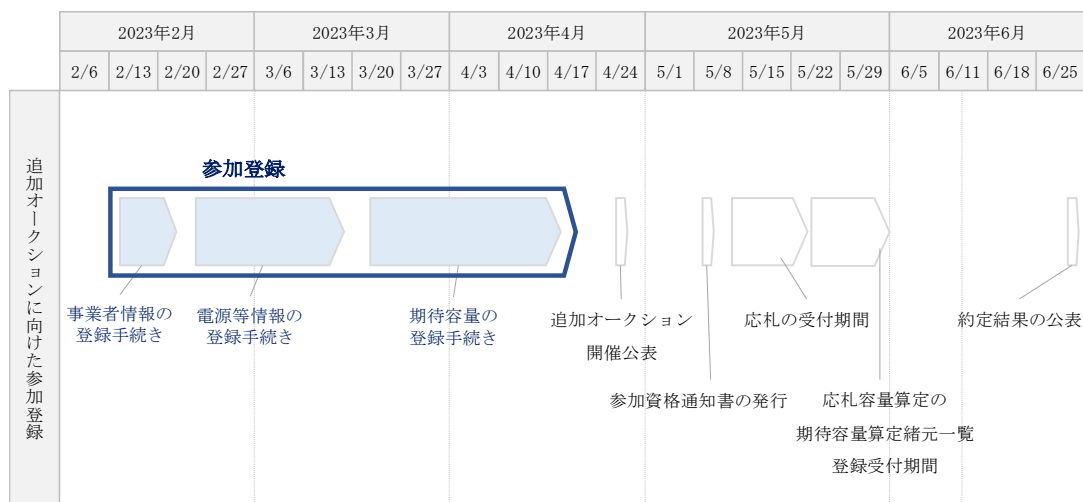 2023年2月
2023年3月
2023年4月
2023年5月
2023年6月
2/6
2/13
2/20
2/27
3/6
3/13
3/20
3/27
4/3
4/10
4/17
4/24
5/1
5/8
5/15
5/22
5/29
6/5
6/11
6/18
6/25
追加オークションに向けた参加登録
参加登録
事業者情報の
登録手続き
電源等情報の
登録手続き
期待容量の
登録手続き
追加オークション
開催公表
参加資格通知書の発行
応札の受付期間
応札容量算定の
期待容量算定緒元一覧
登録受付期間
約定結果の公表